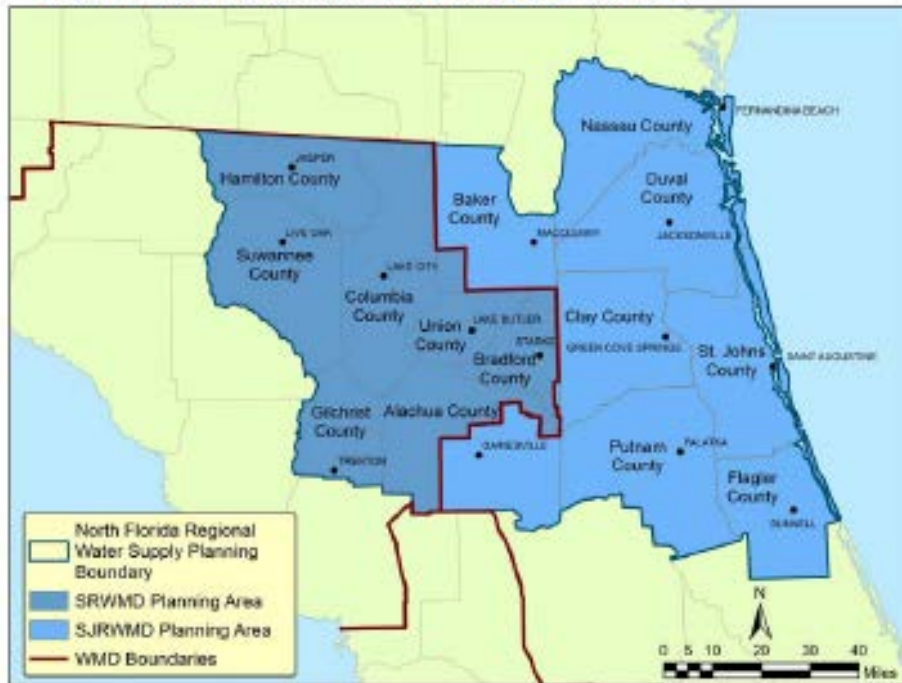 FERNANDINA BEACH
Nassau County
JASPER
Hamilton County
Duval
County
Baker
County
JACKSONVILLE
LIVE OAK
MACCLENNY
Suwannee
County
LAKE CITY
Columbia
County
LAKE BUTLER
Union
County
STARKE
Bradford
County
Clay County
GREEN COVE SPRINGS
St. Johns
County
SAINT AUGUSTINE
Gilchrist
County
Alachua County
GAINESVILLE
TRENTON
Putnam
County
PALATKA
Flagler
County
BUNNELL
North Florida Regional
Water Supply Planning
Boundary
SRWMD Planning Area
SJRWMD Planning Area
WMD Boundaries
N
0 5 10 20 30 40
Miles